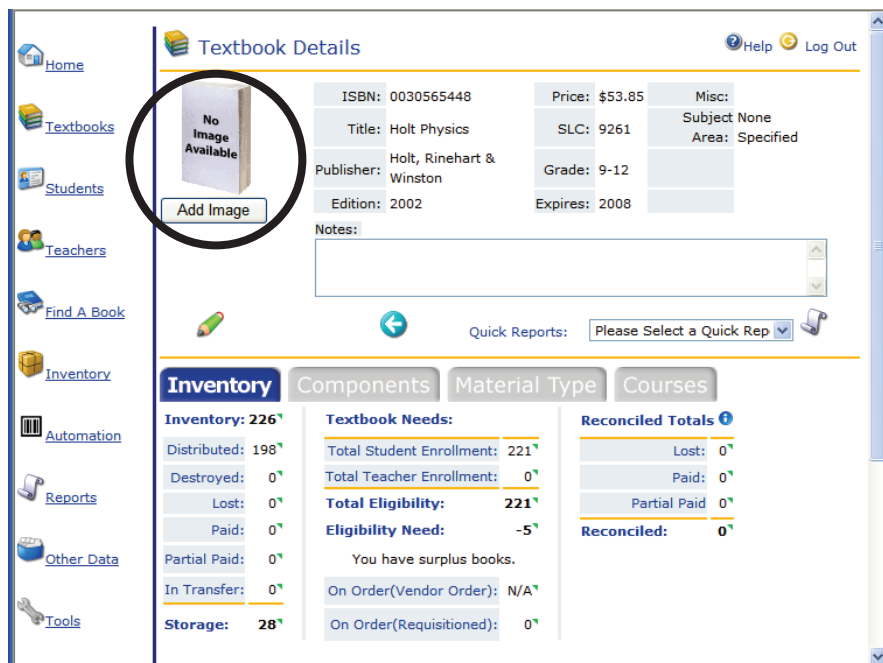 Textbook Details
Help Log Out
Home
Textbooks
Students
Teachers
Find A Book
Inventory
Automation
Reports
Other Data
Tools
No
Image
Available
Add Image
ISBN: 0030565448 Price: $53.85 Misc:
Title: Holt Physics SLC: 9261 Subject Area: None Specified
Publisher: Holt, Rinehart & Winston Grade: 9-12
Edition: 2002 Expires: 2008
Notes:
Quick Reports: Please Select a Quick Rep
Inventory Components Material Type Courses
Inventory: 226
Distributed: 198
Destroyed: 0
Lost: 0
Paid: 0
Partial Paid: 0
In Transfer: 0
Storage: 28
Textbook Needs:
Total Student Enrollment: 221
Total Teacher Enrollment: 0
Total Eligibility: 221
Eligibility Need: -5
You have surplus books.
On Order(Vendor Order): N/A
On Order(Requisitioned): 0
Reconciled Totals
Lost: 0
Paid: 0
Partial Paid 0
Reconciled: 0